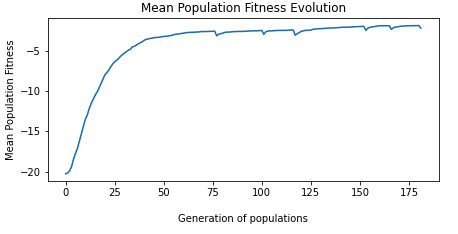 Mean Population Fitness Evolution
Mean Population Fitness
−5
−10
−15
−20
0 25 50 75 100 125 150 175
Generation of populations